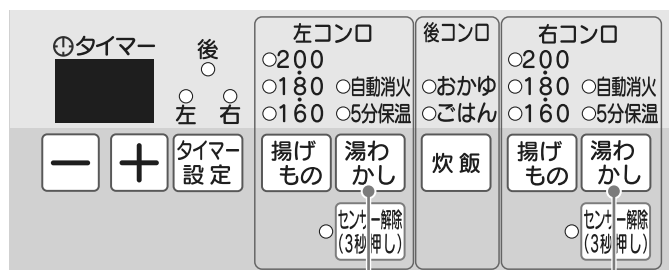 タイマー
後
左 右
− + タイマー設定
左コンロ
200
180 自動消火
160 5分保温
揚げもの 湯わかし
センサー解除
(3秒押し)
後コンロ
おかゆ
ごはん
炊飯
右コンロ
200
180 自動消火
160 5分保温
揚げもの 湯わかし
センサー解除
(3秒押し)